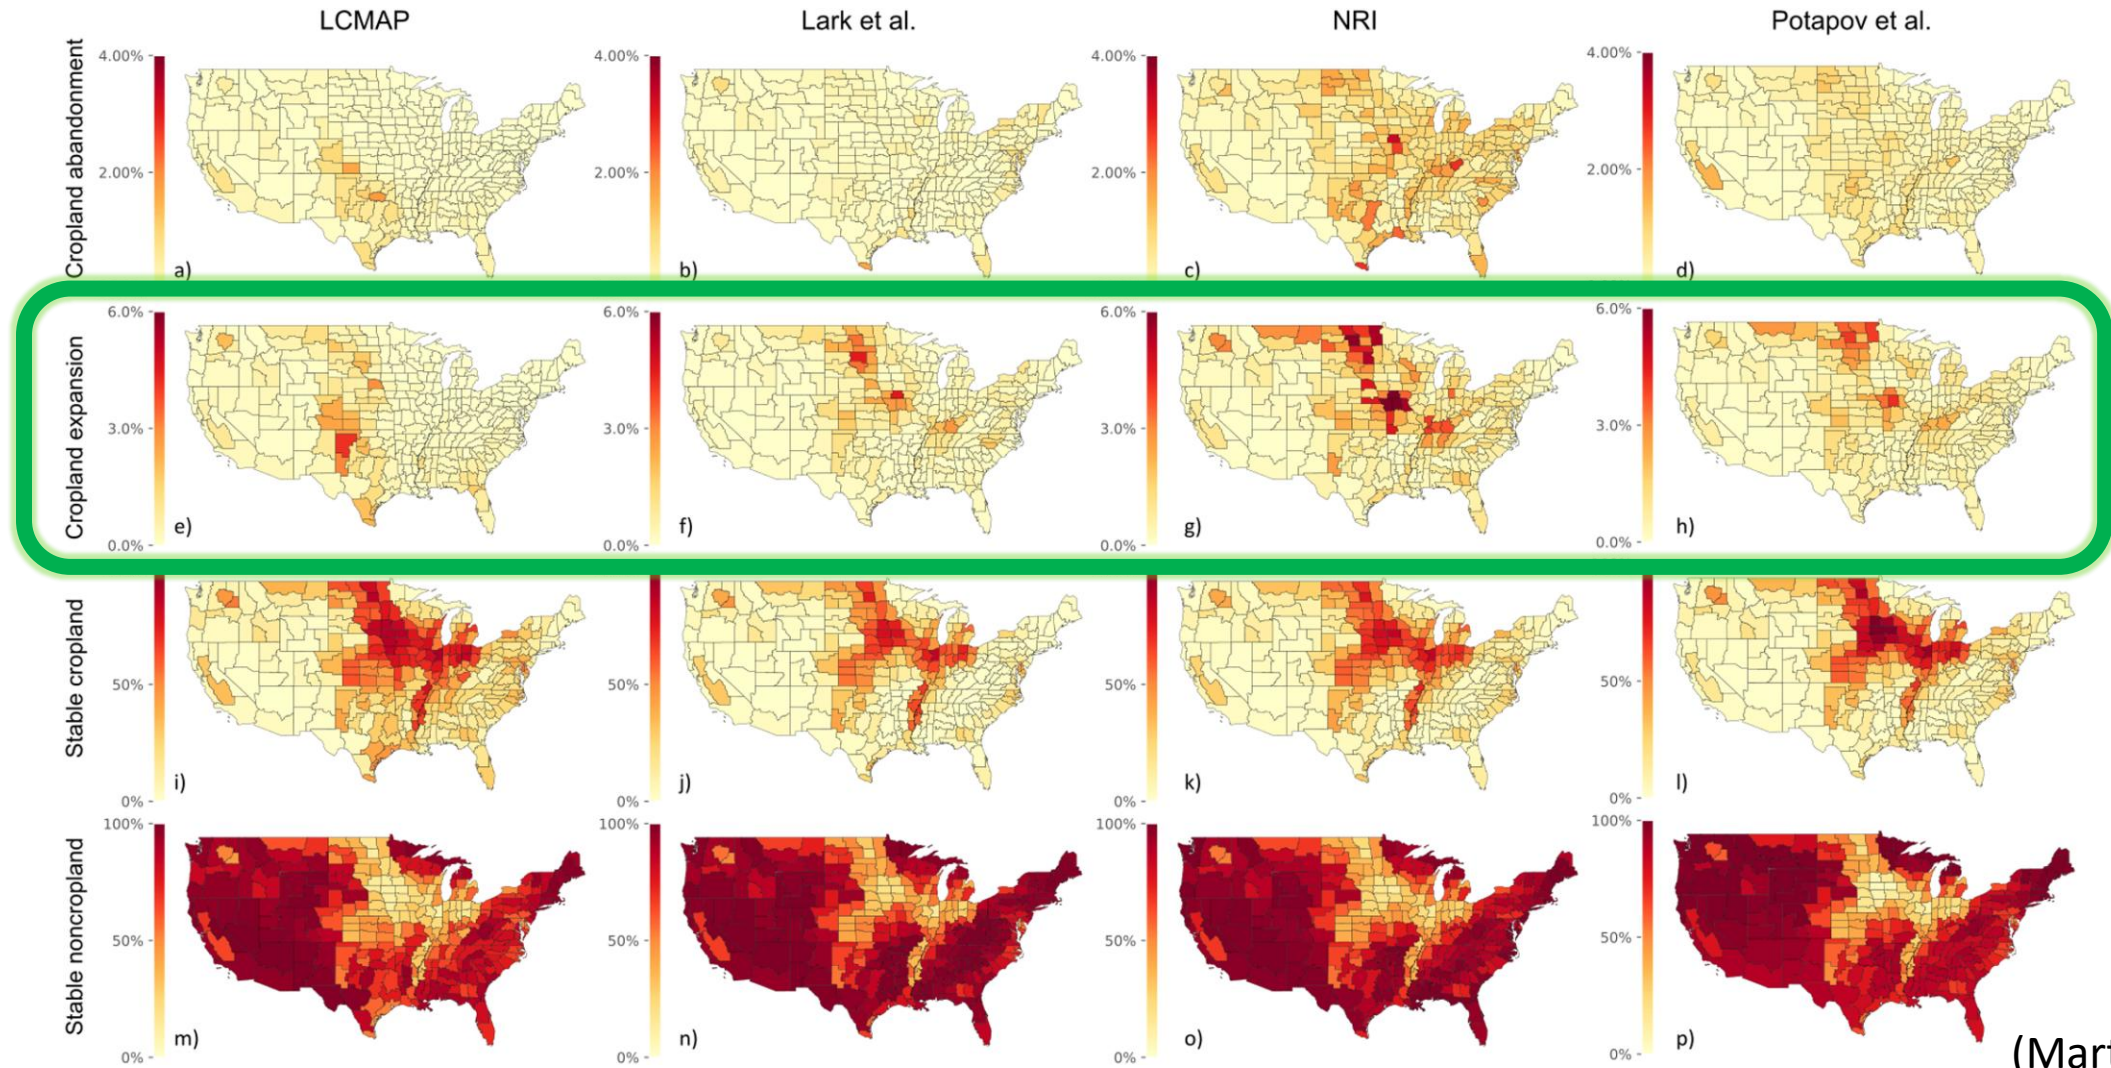 LCMAP Lark et al. NRI Potapov et al.
Cropland abandonment
4.00% 4.00% 4.00% 4.00%
2.00% 2.00% 2.00% 2.00%
a) b) c) d)
Cropland expansion
6.0% 6.0% 6.0% 6.0%
3.0% 3.0% 3.0% 3.0%
e) f) g) h)
0.0% 0.0% 0.0% 0.0%
Stable cropland
50% 50% 50% 50%
i) j) k) l)
0% 0% 0% 0%
Stable noncropland
100% 100% 100% 100%
50% 50% 50% 50%
m) n) o) p)
0% 0% 0% 0%
(Mart